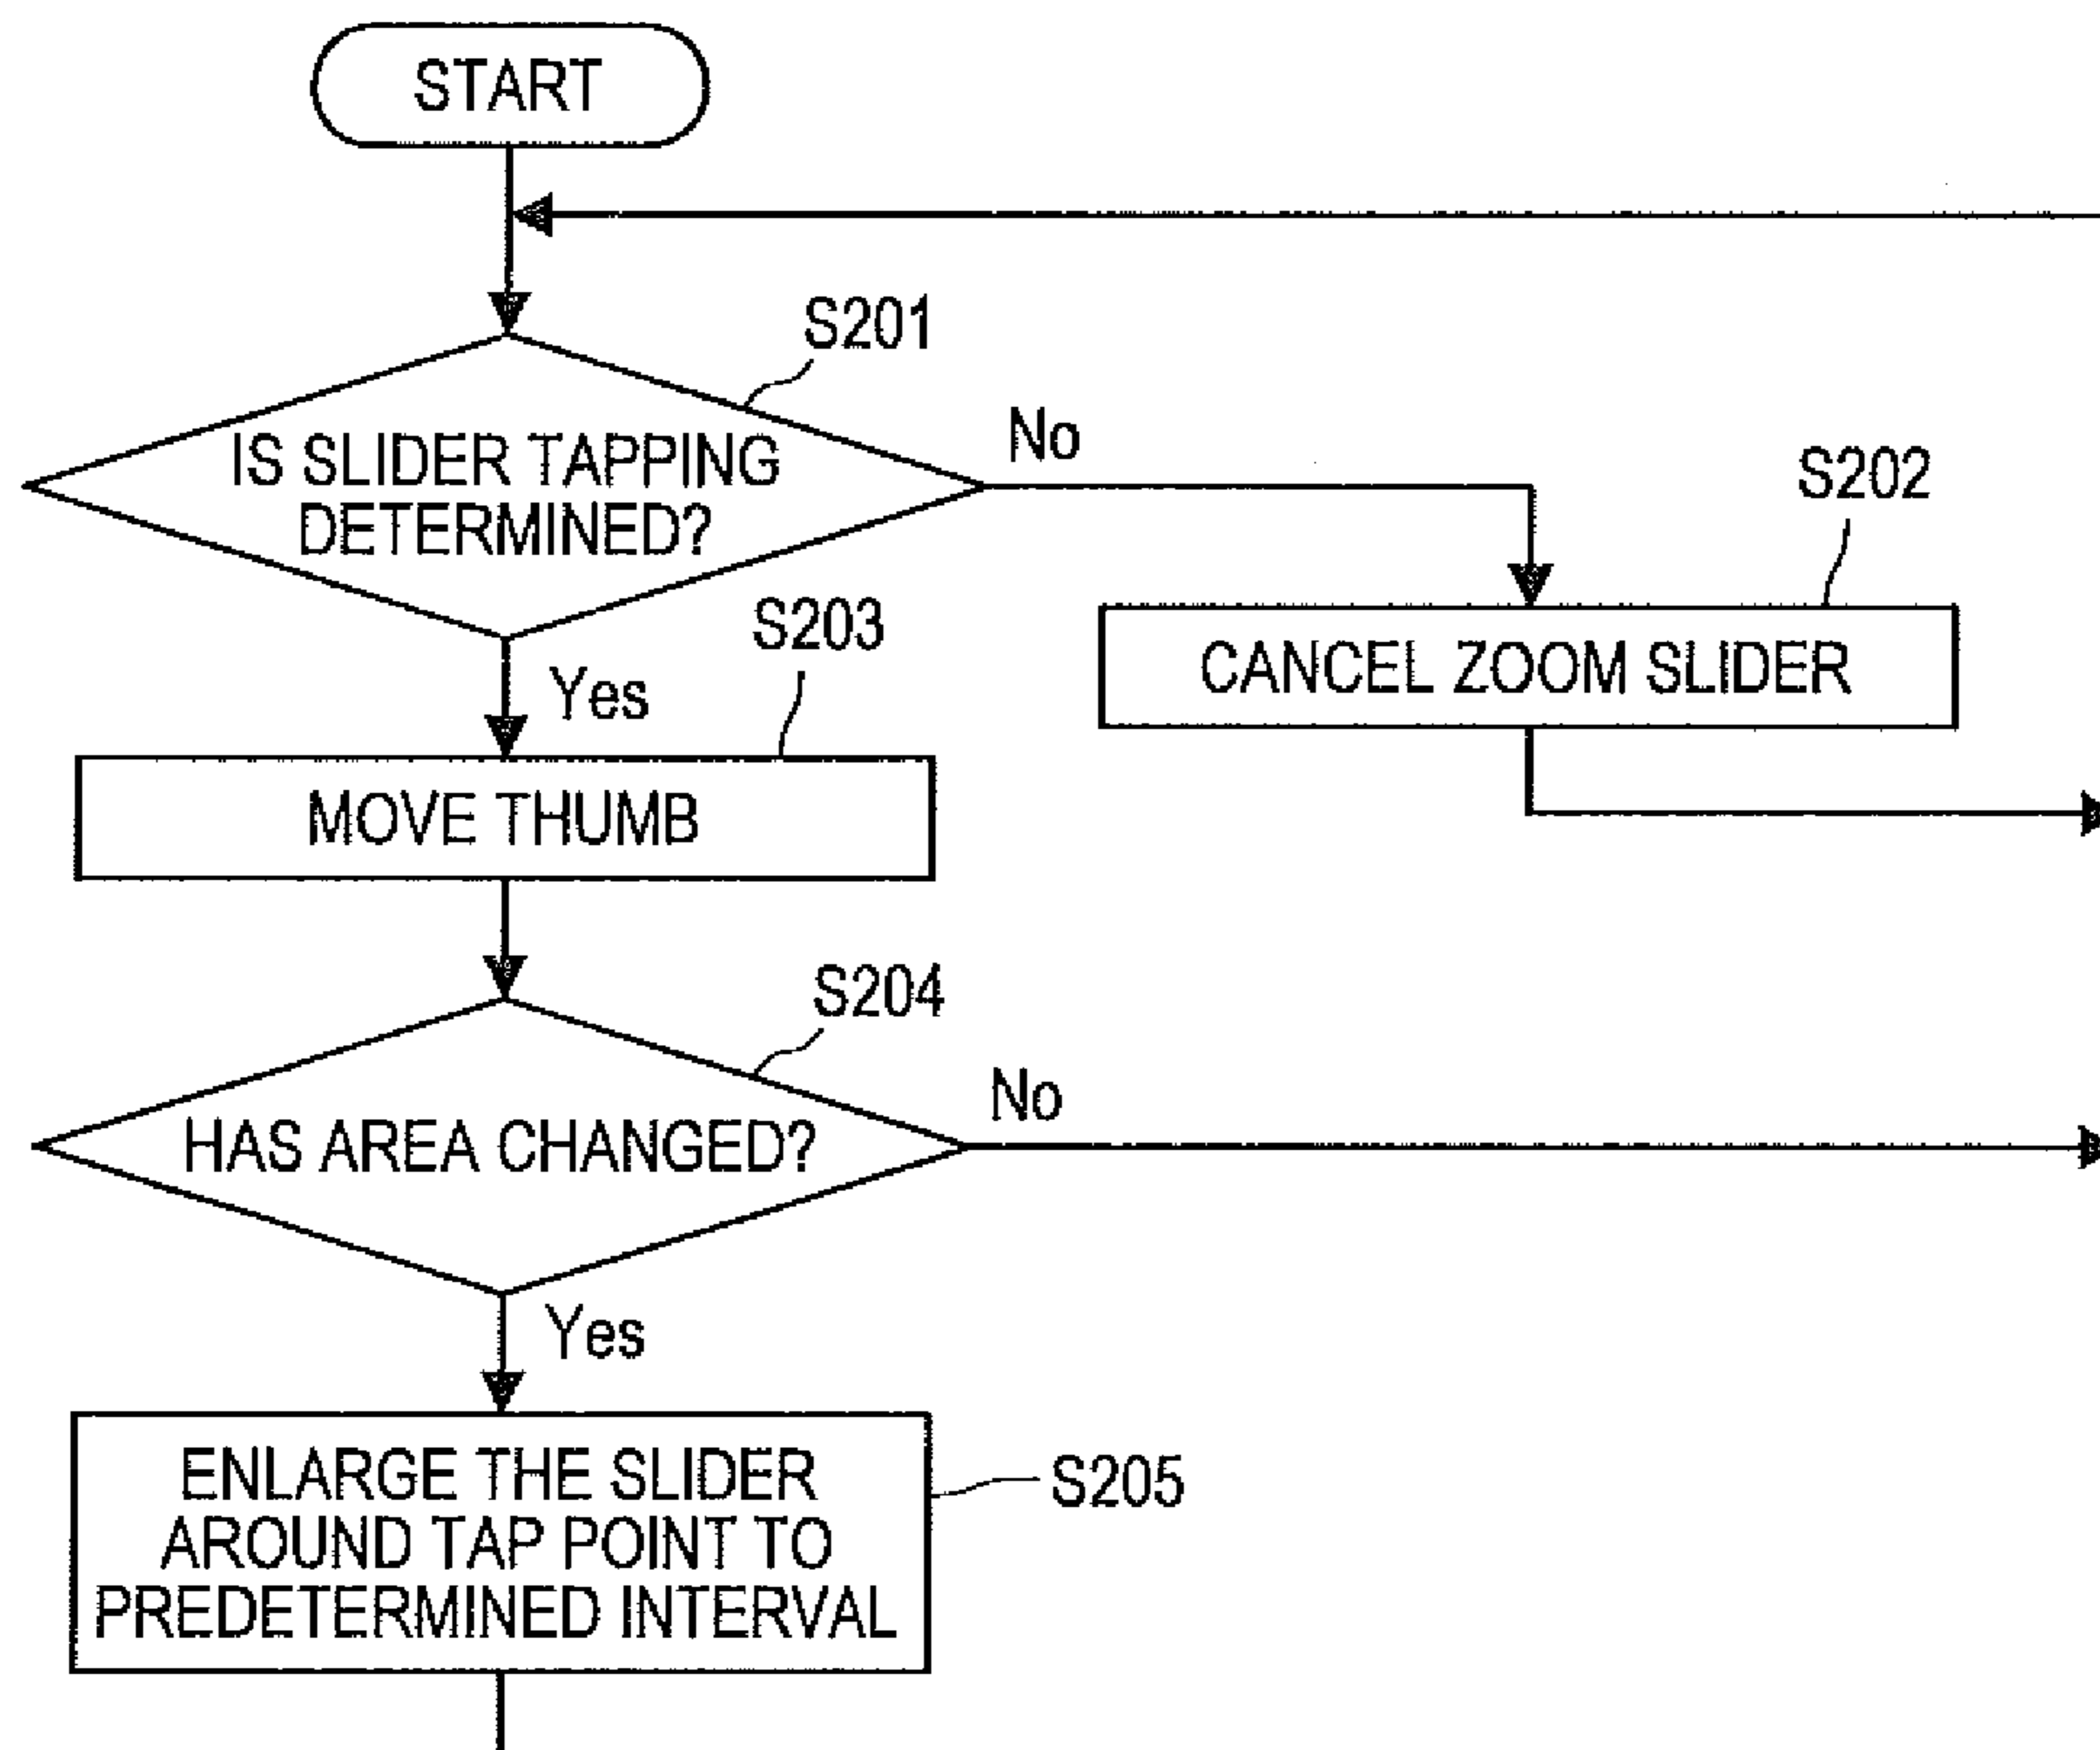 START
S201
IS SLIDER TAPPING
DETERMINED?
No
S202
CANCEL ZOOM SLIDER
Yes
S203
MOVE THUMB
S204
HAS AREA CHANGED?
No
Yes
S205
ENLARGE THE SLIDER
AROUND TAP POINT TO
PREDETERMINED INTERVAL